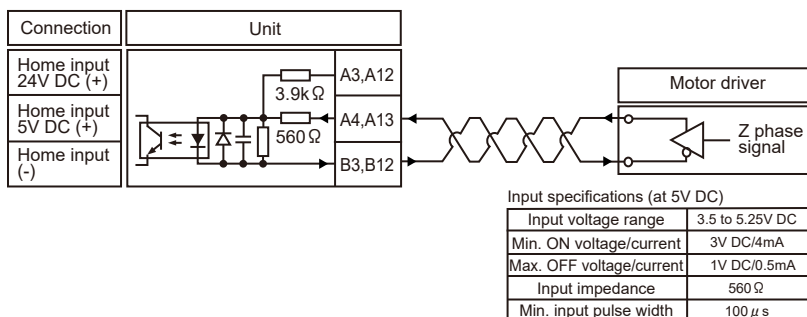 Connection Unit
Home input
24V DC (+)
A3,A12
3.9kΩ
Home input
5V DC (+)
A4,A13
560Ω
Home input
(-)
B3,B12
Motor driver
Z phase
signal
Input specifications (at 5V DC)
Input voltage range 3.5 to 5.25V DC
Min. ON voltage/current 3V DC/4mA
Max. OFF voltage/current 1V DC/0.5mA
Input impedance 560Ω
Min. input pulse width 100μs